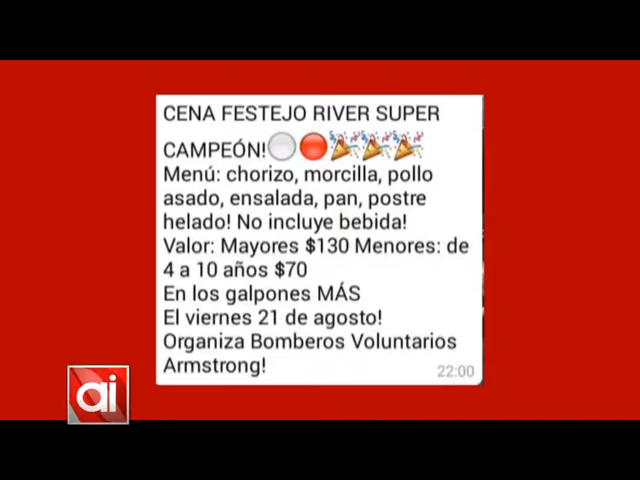 CENA FESTEJO RIVER SUPER
CAMPEÓN!⚪🔴🎉🎉🎉
Menú: chorizo, morcilla, pollo
asado, ensalada, pan, postre
helado! No incluye bebida!
Valor: Mayores $130 Menores: de
4 a 10 años $70
En los galpones MÁS
El viernes 21 de agosto!
Organiza Bomberos Voluntarios
Armstrong!
22:00
ai